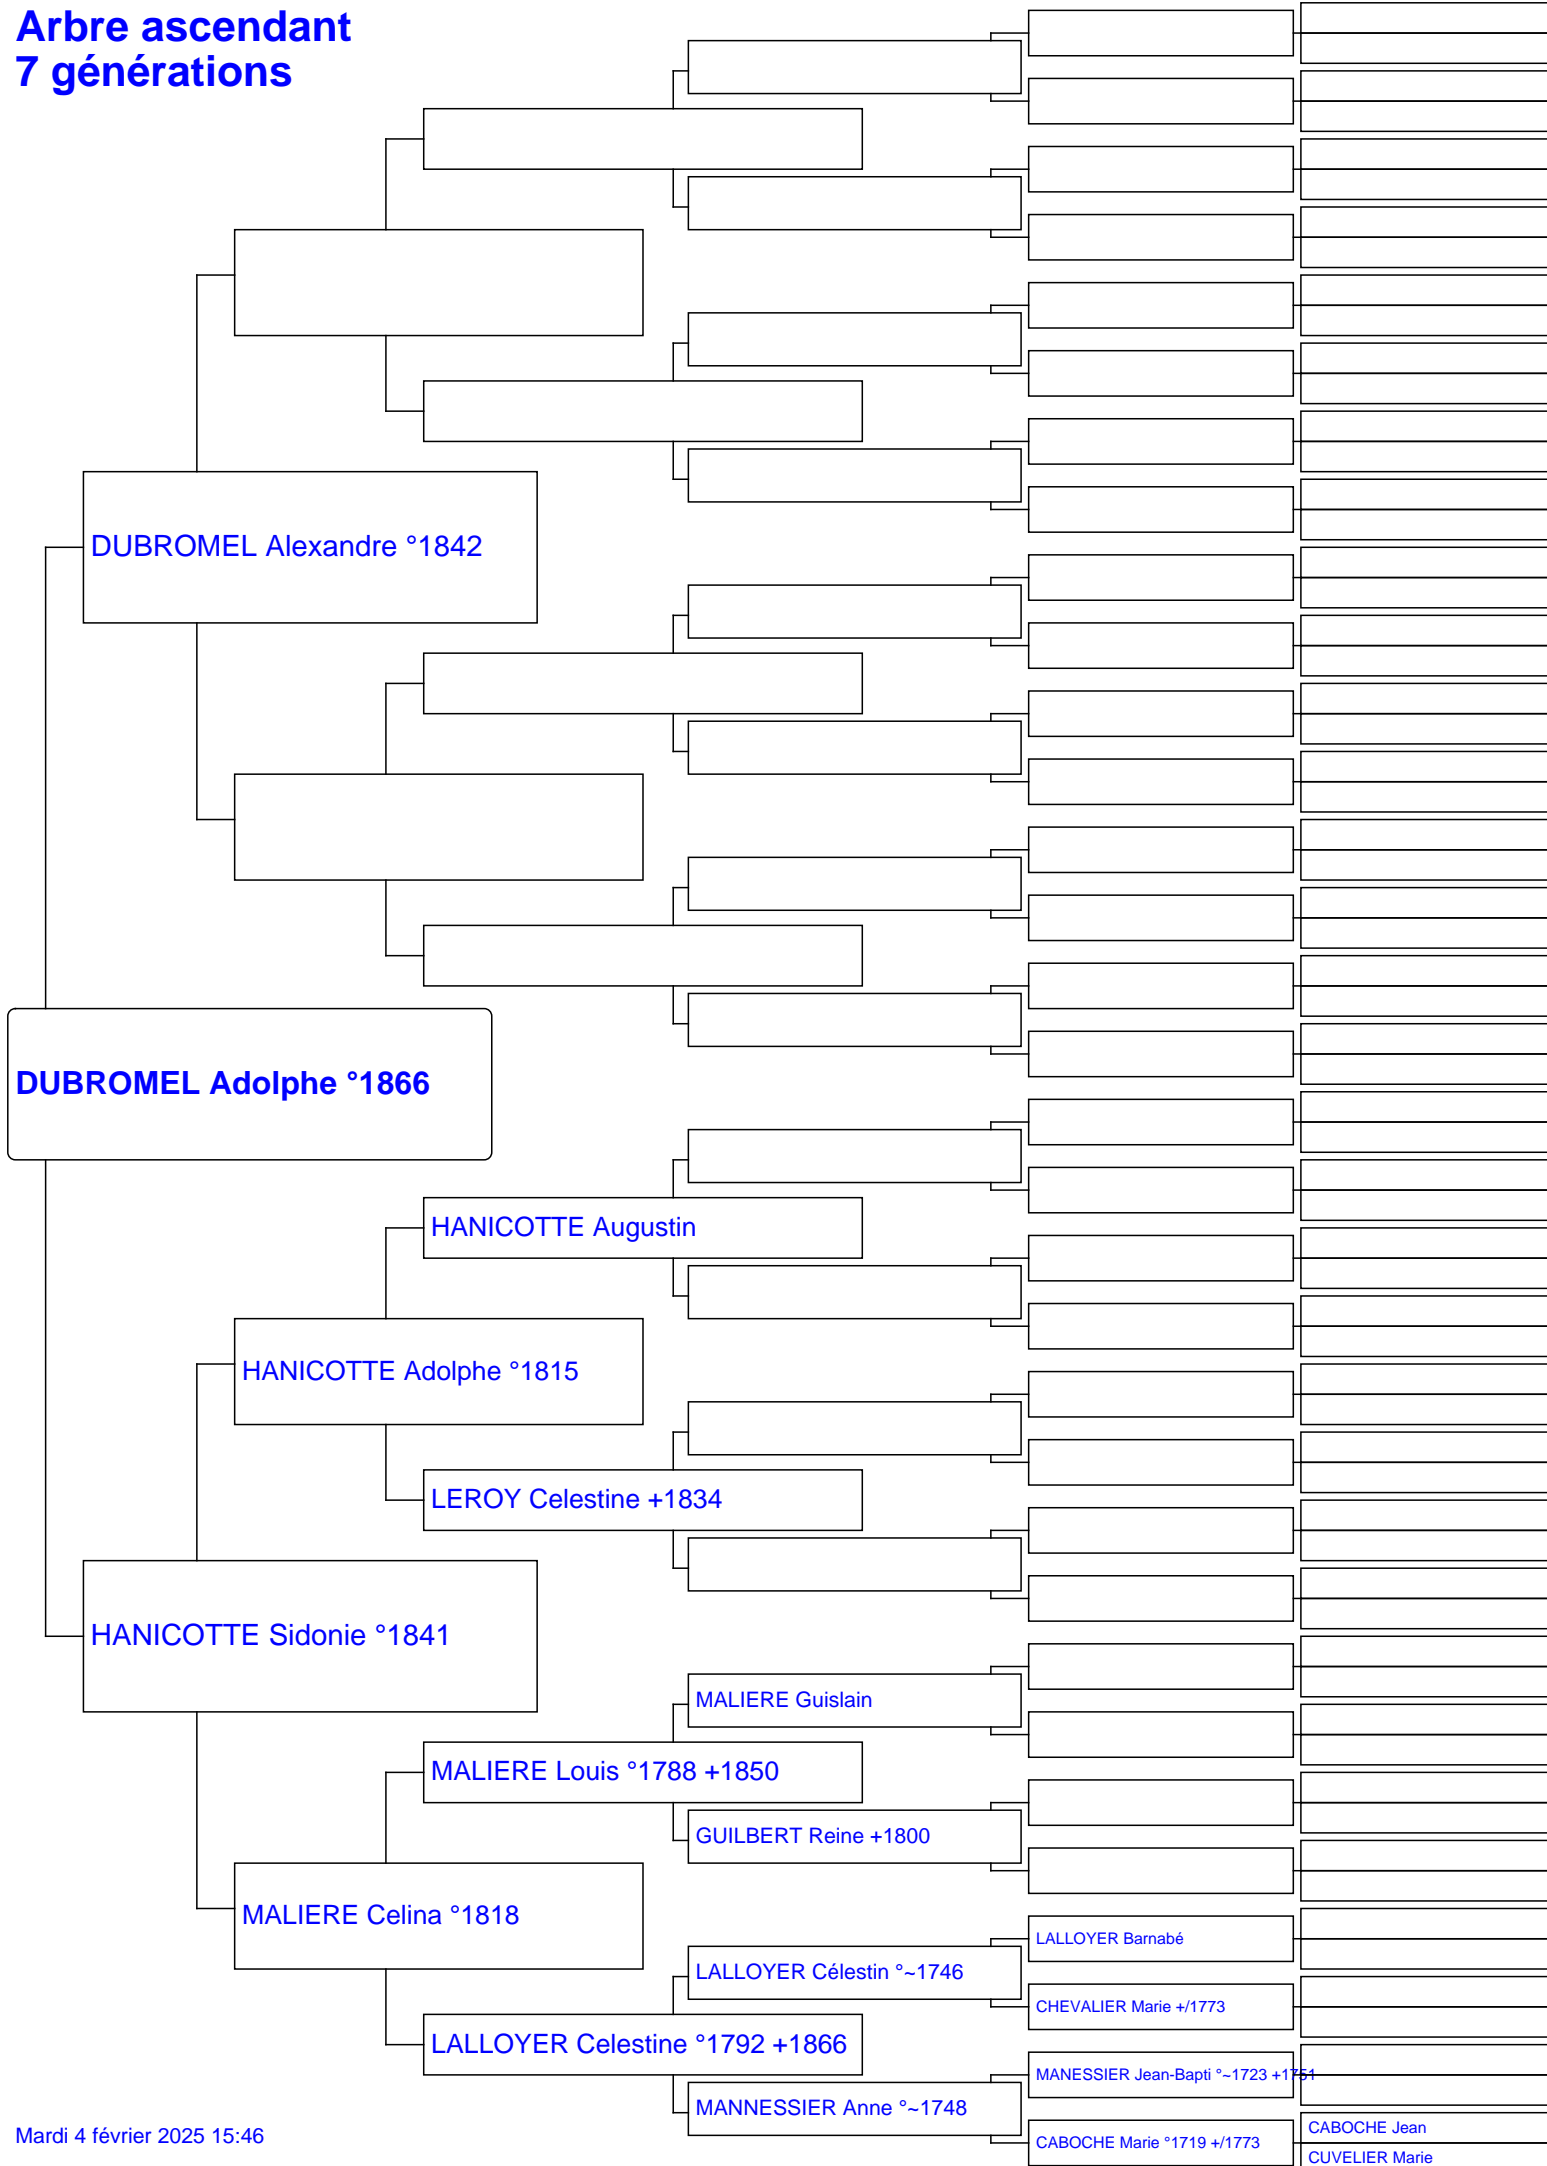 Arbre ascendant
7 générations
DUBROMEL Alexandre °1842
DUBROMEL Adolphe °1866
HANICOTTE Augustin
HANICOTTE Adolphe °1815
LEROY Celestine +1834
HANICOTTE Sidonie °1841
MALIERE Guislain
MALIERE Louis °1788 +1850
GUILBERT Reine +1800
MALIERE Celina °1818
LALLOYER Barnabé
LALLOYER Célestin °~1746
CHEVALIER Marie +/1773
LALLOYER Celestine °1792 +1866
MANESSIER Jean-Bapti °~1723 +1751
MANNESSIER Anne °~1748
CABOCHE Jean
CABOCHE Marie °1719 +/1773
CUVELIER Marie
Mardi 4 février 2025 15:46